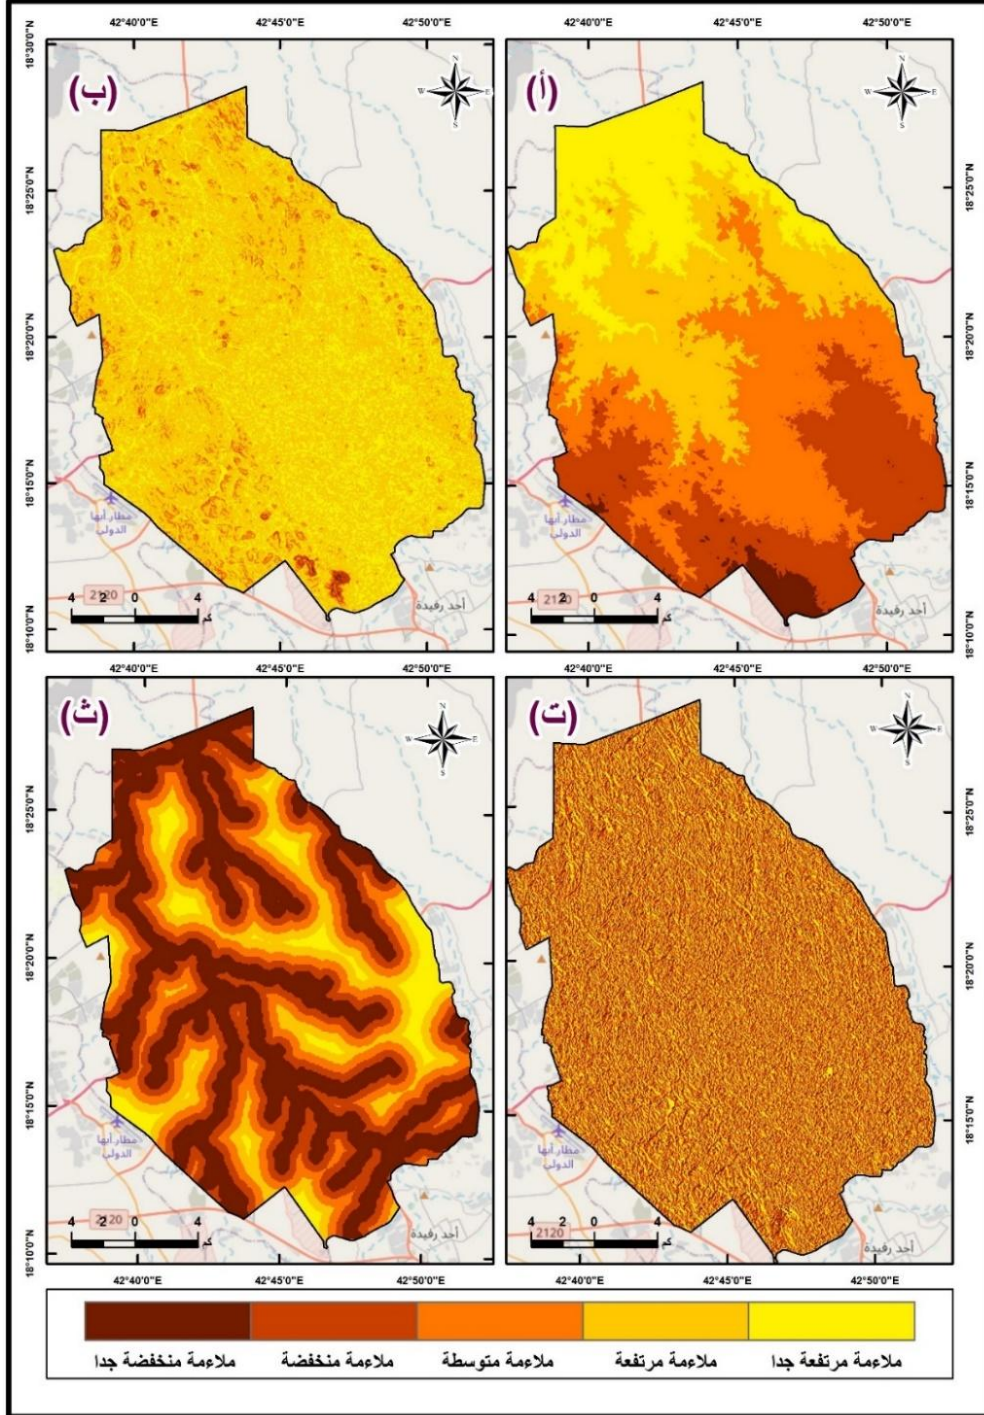 42°40'0"E 42°45'0"E 42°50'0"E 42°40'0"E 42°45'0"E 42°50'0"E
(أ)
N
W E
S
18°25'0"N
18°20'0"N
18°15'0"N
18°10'0"N
مطار أبها
الدولي
أحد رفيدة
2120
4 2 0 4
كم
(ب)
N
W E
S
18°30'0"N
18°25'0"N
18°20'0"N
18°15'0"N
18°10'0"N
مطار أبها
الدولي
أحد رفيدة
2120
4 2 0 4
كم
42°40'0"E 42°45'0"E 42°50'0"E 42°40'0"E 42°45'0"E 42°50'0"E
(ت)
N
W E
S
18°25'0"N
18°20'0"N
18°15'0"N
مطار أبها
الدولي
أحد رفيدة
2120
4 2 0 4
كم
(ث)
N
W E
S
18°25'0"N
18°20'0"N
18°15'0"N
18°10'0"N
مطار أبها
الدولي
أحد رفيدة
2120
4 2 0 4
كم
42°40'0"E 42°45'0"E 42°50'0"E 42°40'0"E 42°45'0"E 42°50'0"E
ملاءمة مرتفعة جدا ملاءمة مرتفعة ملاءمة متوسطة ملاءمة منخفضة ملاءمة منخفضة جدا